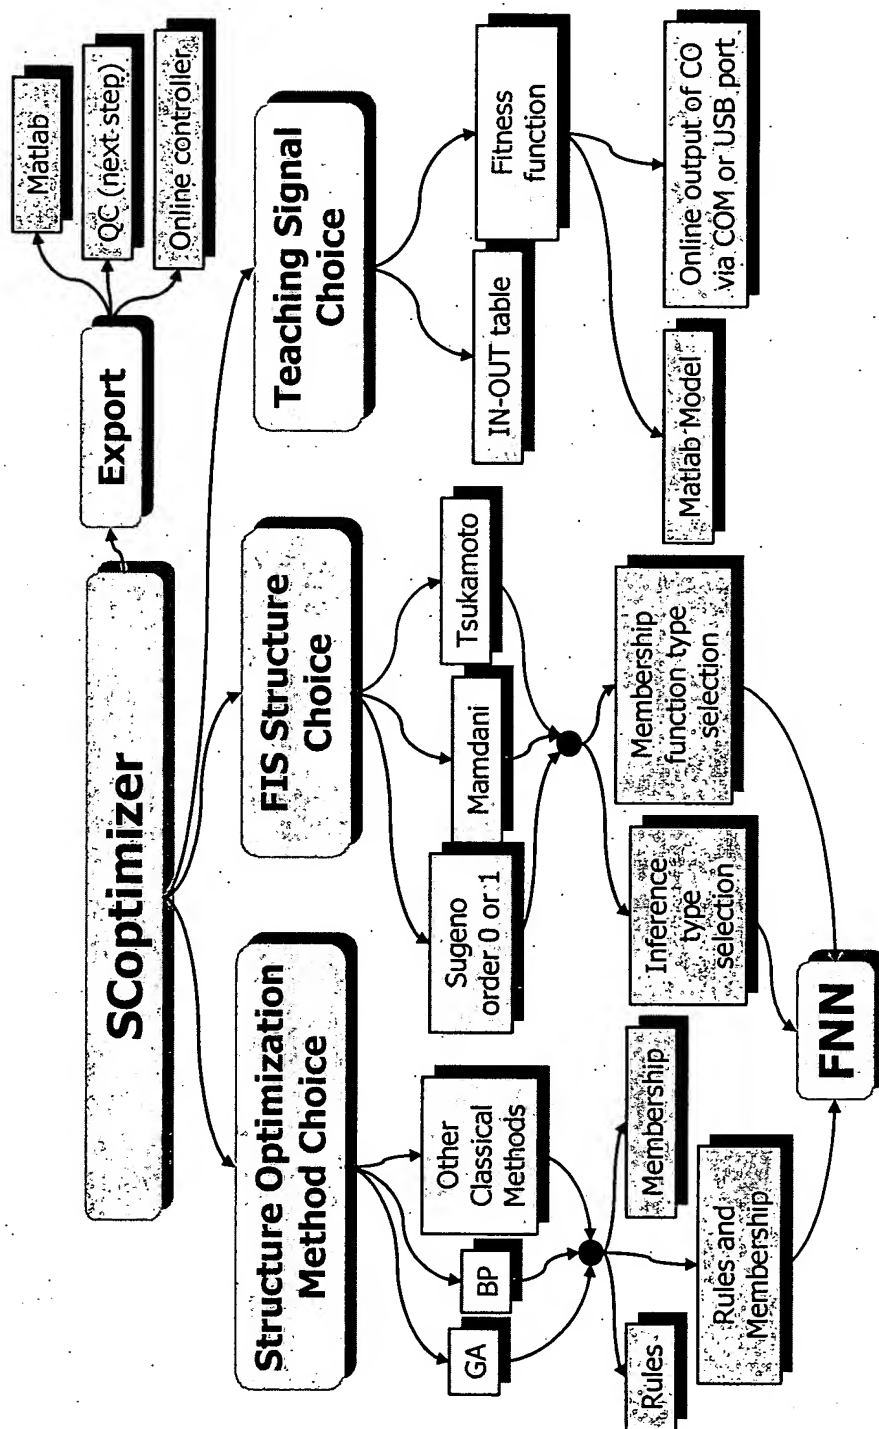 SCoptimizer
Export
Matlab
QC (next step)
Online controller
Structure Optimization
Method Choice
FIS Structure
Choice
Teaching Signal
Choice
GA
BP
Other
Classical
Methods
Sugeno
order 0 or 1
Mamdani
Tsukamoto
IN-OUT table
Fitness
function
Rules
Rules and
Membership
Membership
Inference
type
selection
Membership
function type
selection
Matlab Model
Online output of CO
via COM or USB port
FNN